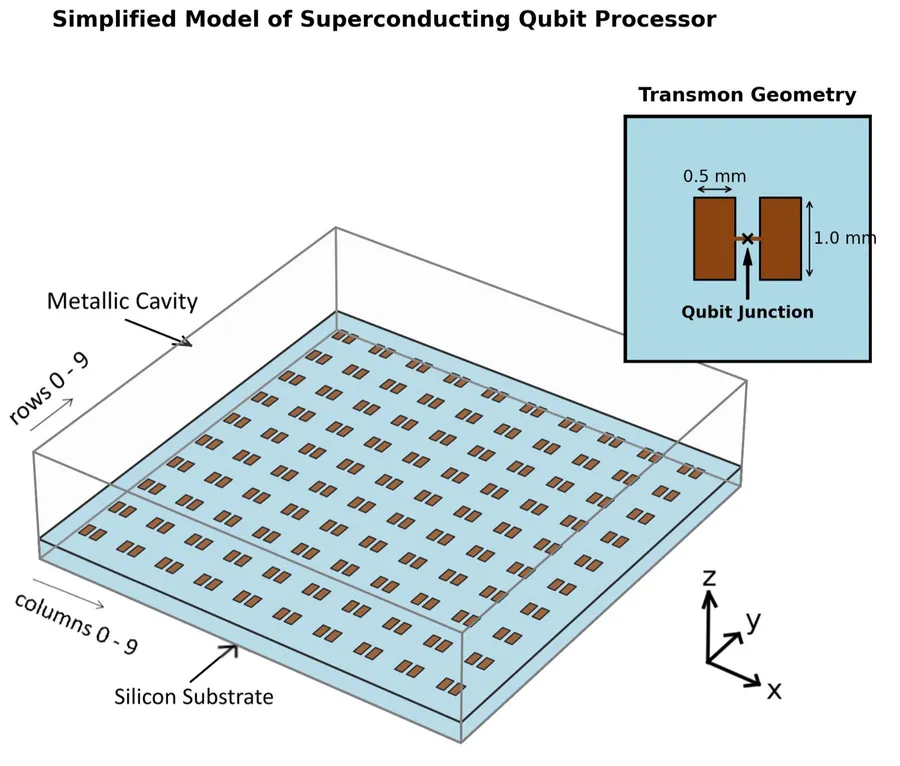 Simplified Model of Superconducting Qubit Processor
Transmon Geometry
0.5 mm
1.0 mm
Qubit Junction
Metallic Cavity
rows 0 - 9
columns 0 - 9
Silicon Substrate
z
y
x